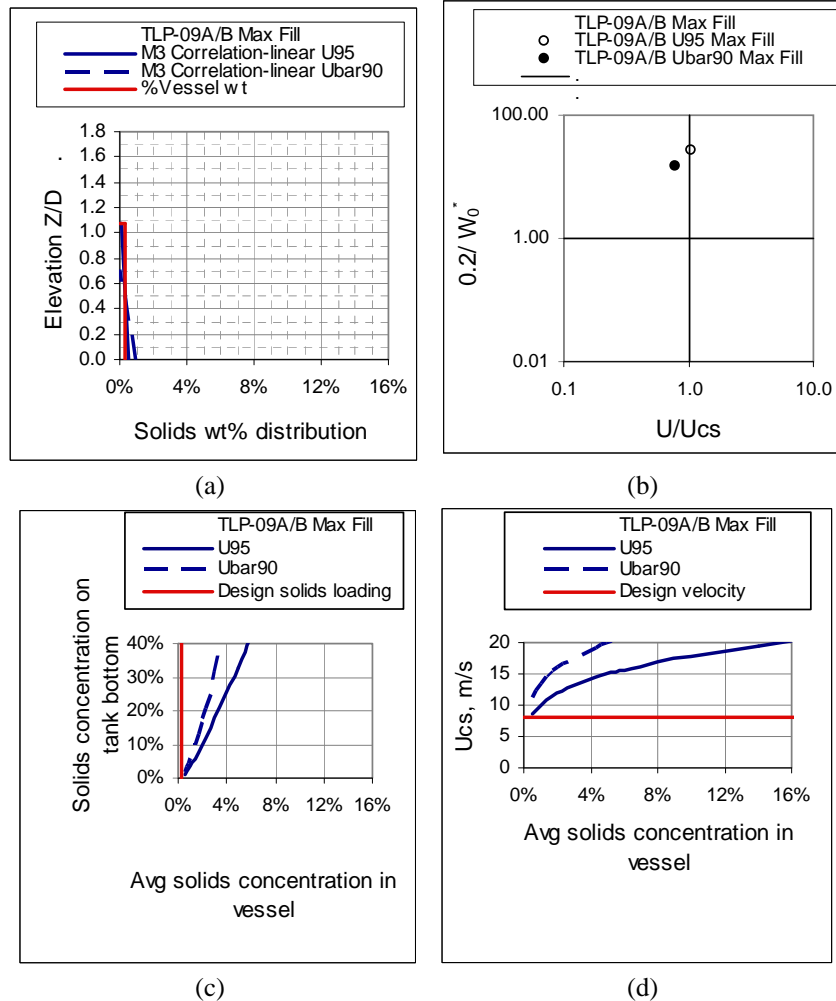 TLP-09A/B Max Fill
M3 Correlation-linear U95
M3 Correlation-linear Ubar90
%Vessel wt
1.8
1.6
1.4
1.2
1.0
0.8
0.6
0.4
0.2
0.0
Elevation Z/D
0% 4% 8% 12% 16%
Solids wt% distribution
(a)
TLP-09A/B Max Fill
TLP-09A/B U95 Max Fill
TLP-09A/B Ubar90 Max Fill
.
.
100.00
1.00
0.01
0.2/ W0*
0.1 1.0 10.0
U/Ucs
(b)
TLP-09A/B Max Fill
U95
Ubar90
Design solids loading
Solids concentration on
tank bottom
40%
30%
20%
10%
0%
0% 4% 8% 12% 16%
Avg solids concentration in
vessel
(c)
TLP-09A/B Max Fill
Ubar90
U95
Design velocity
Ucs, m/s
20
15
10
5
0
0% 4% 8% 12% 16%
Avg solids concentration in
vessel
(d)